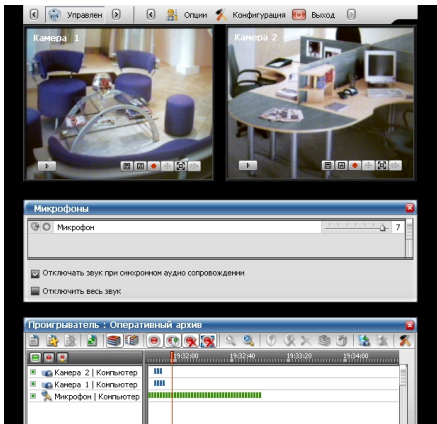 Управлен Опции Конфигурация Выход
Камера 1 Камера 2
Микрофоны
Микрофон 7
Отключать звук при синхронном аудио сопровождении
Отключить весь звук
Проигрыватель : Оперативный архив
19:32:00 19:32:40 19:33:20 19:34:00
Камера 2 | Компьютер
Камера 1 | Компьютер
Микрофон | Компьютер